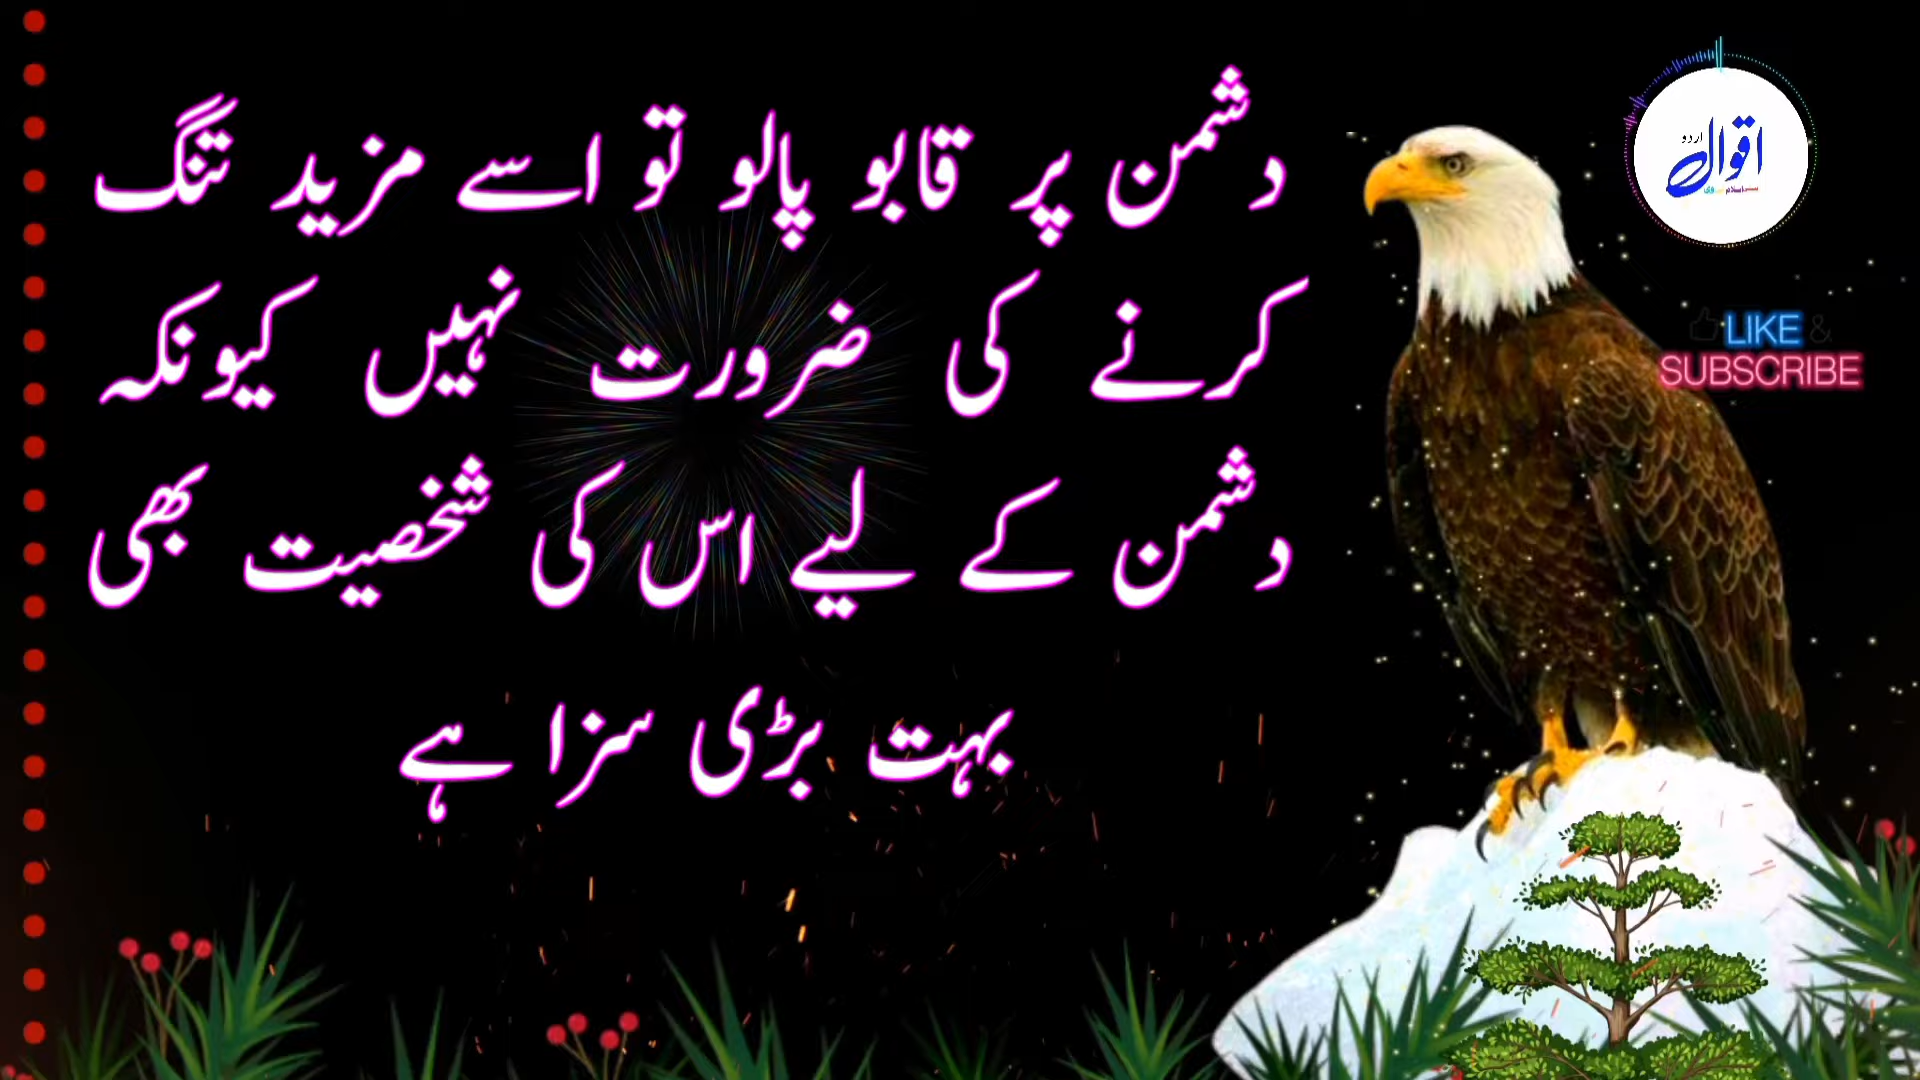 دشمن پر قابو پالو تو اسے مزید تنگ
کرنے کی ضرورت نہیں کیونکہ
دشمن کے لیے اس کی شخصیت بھی
بہت بڑی سزا ہے
اردو
اقوال
LIKE &
SUBSCRIBE